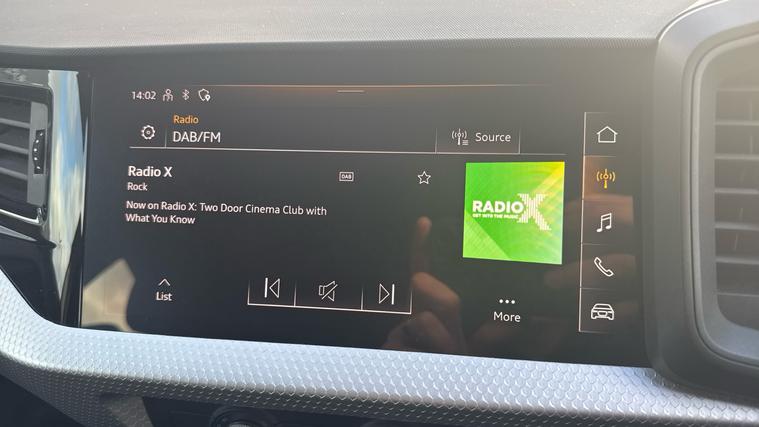 14:02
Radio
DAB/FM
Source
Radio X
DAB
Rock
Now on Radio X: Two Door Cinema Club with
What You Know
RADIO X
GET INTO THE MUSIC
List
More